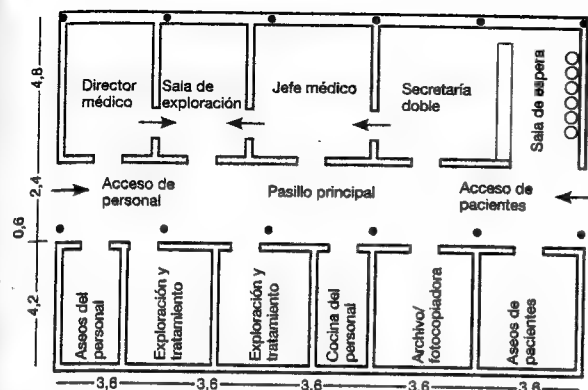 Director
médico
Sala de
exploración
Jefe médico
Secretaría
doble
Sala de espera
Acceso de
personal
Pasillo principal
Acceso de
pacientes
Aseos del
personal
Exploración y
tratamiento
Exploración y
tratamiento
Cocina del
personal
Archivo/
fotocopiadora
Aseos de
pacientes
4,8
2,4
0,6
4,2
3,6
3,6
3,6
3,6
3,6